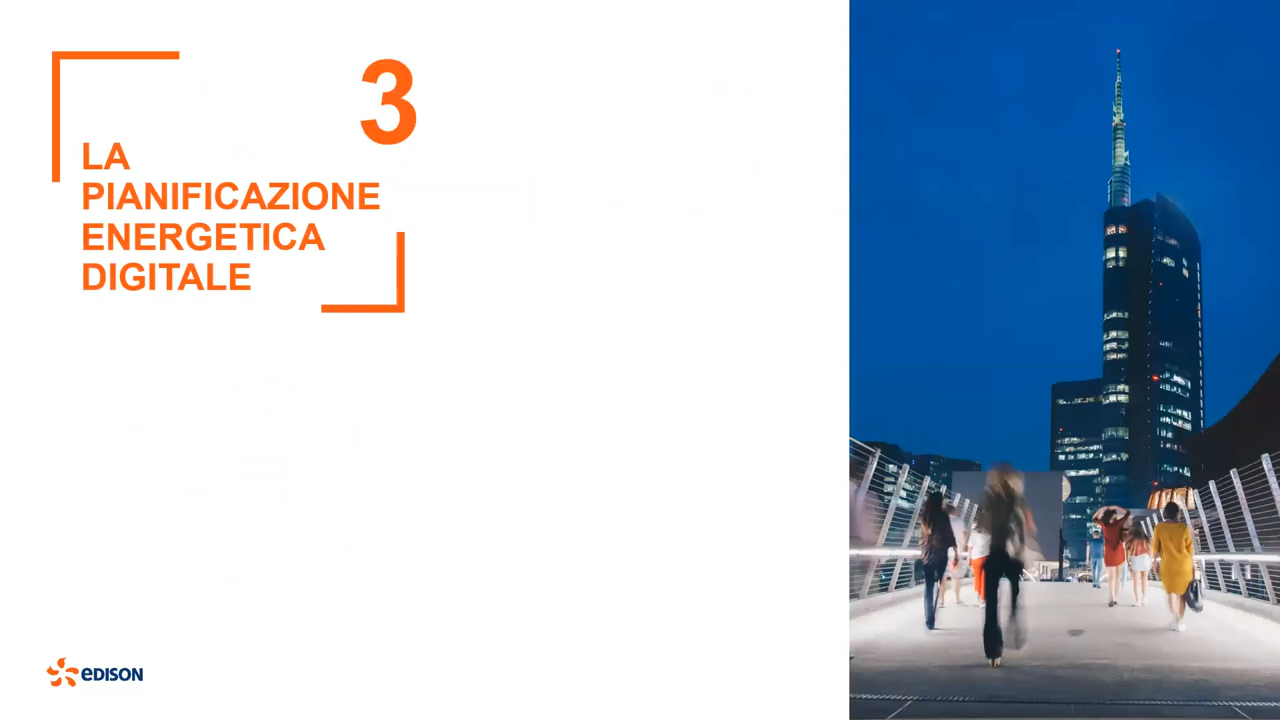 3
LA
PIANIFICAZIONE
ENERGETICA
DIGITALE
eDISON